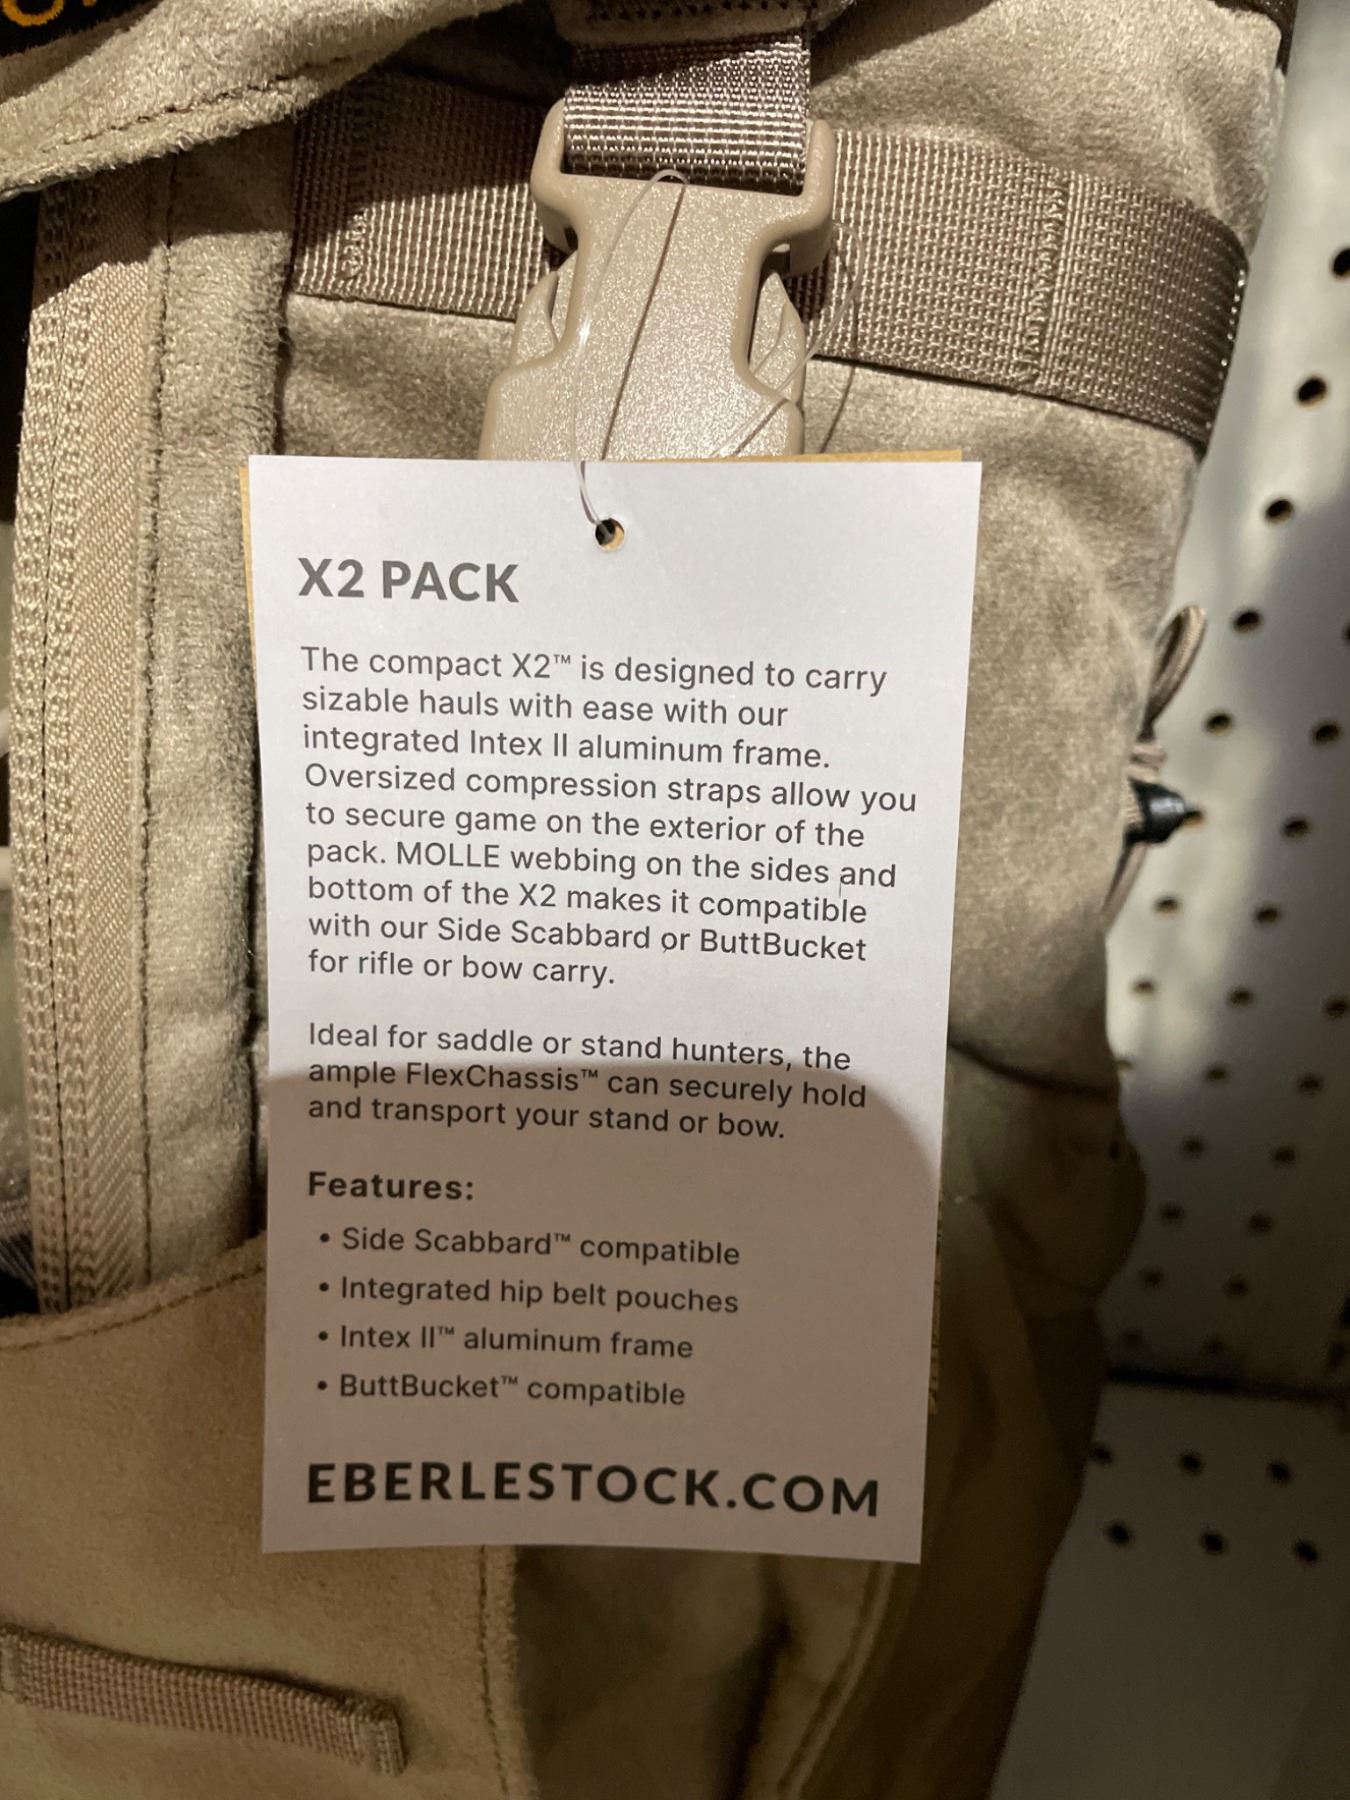 X2 PACK
The compact X2™ is designed to carry
sizable hauls with ease with our
integrated Intex II aluminum frame.
Oversized compression straps allow you
to secure game on the exterior of the
pack. MOLLE webbing on the sides and
bottom of the X2 makes it compatible
with our Side Scabbard or ButtBucket
for rifle or bow carry.
Ideal for saddle or stand hunters, the
ample FlexChassis™ can securely hold
and transport your stand or bow.
Features:
• Side Scabbard™ compatible
• Integrated hip belt pouches
• Intex II™ aluminum frame
• ButtBucket™ compatible
EBERLESTOCK.COM